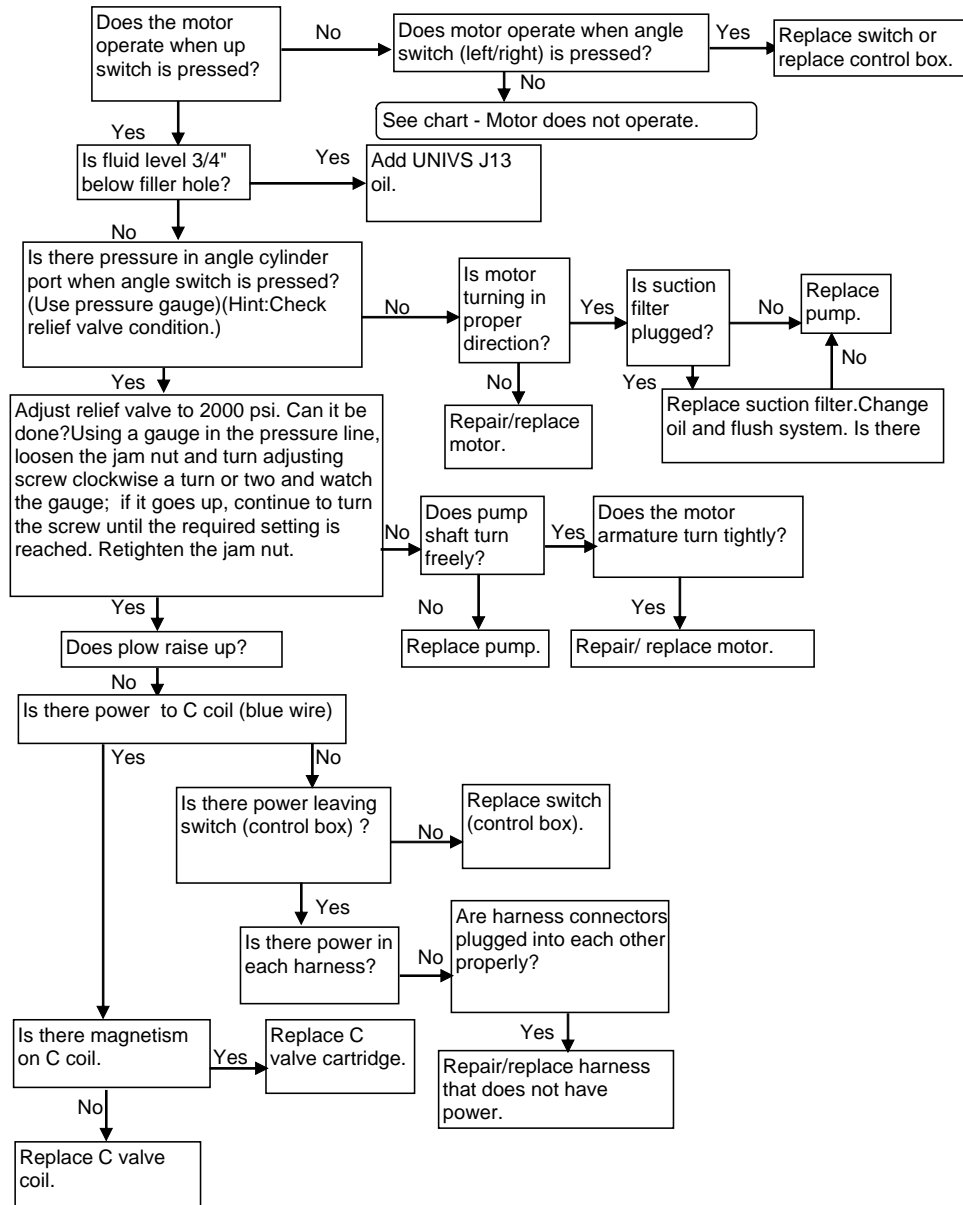 Does the motor
operate when up
switch is pressed?
No
Does motor operate when angle
switch (left/right) is pressed?
Yes
Replace switch or
replace control box.
No
See chart - Motor does not operate.
Yes
Is fluid level 3/4"
below filler hole?
Yes
Add UNIVS J13
oil.
No
Is there pressure in angle cylinder
port when angle switch is pressed?
(Use pressure gauge)(Hint:Check
relief valve condition.)
No
Is motor
turning in
proper
direction?
Yes
Is suction
filter
plugged?
No
Replace
pump.
No
Yes
No
Repair/replace
motor.
Replace suction filter.Change
oil and flush system. Is there
Yes
Adjust relief valve to 2000 psi. Can it be
done?Using a gauge in the pressure line,
loosen the jam nut and turn adjusting
screw clockwise a turn or two and watch
the gauge; if it goes up, continue to turn
the screw until the required setting is
reached. Retighten the jam nut.
No
Does pump
shaft turn
freely?
Yes
Does the motor
armature turn tightly?
No
Replace pump.
Yes
Repair/ replace motor.
Yes
Does plow raise up?
No
Is there power to C coil (blue wire)
Yes
No
Is there power leaving
switch (control box) ?
No
Replace switch
(control box).
Yes
Is there power in
each harness?
No
Are harness connectors
plugged into each other
properly?
Yes
Repair/replace harness
that does not have
power.
Is there magnetism
on C coil.
Yes
Replace C
valve cartridge.
No
Replace C valve
coil.